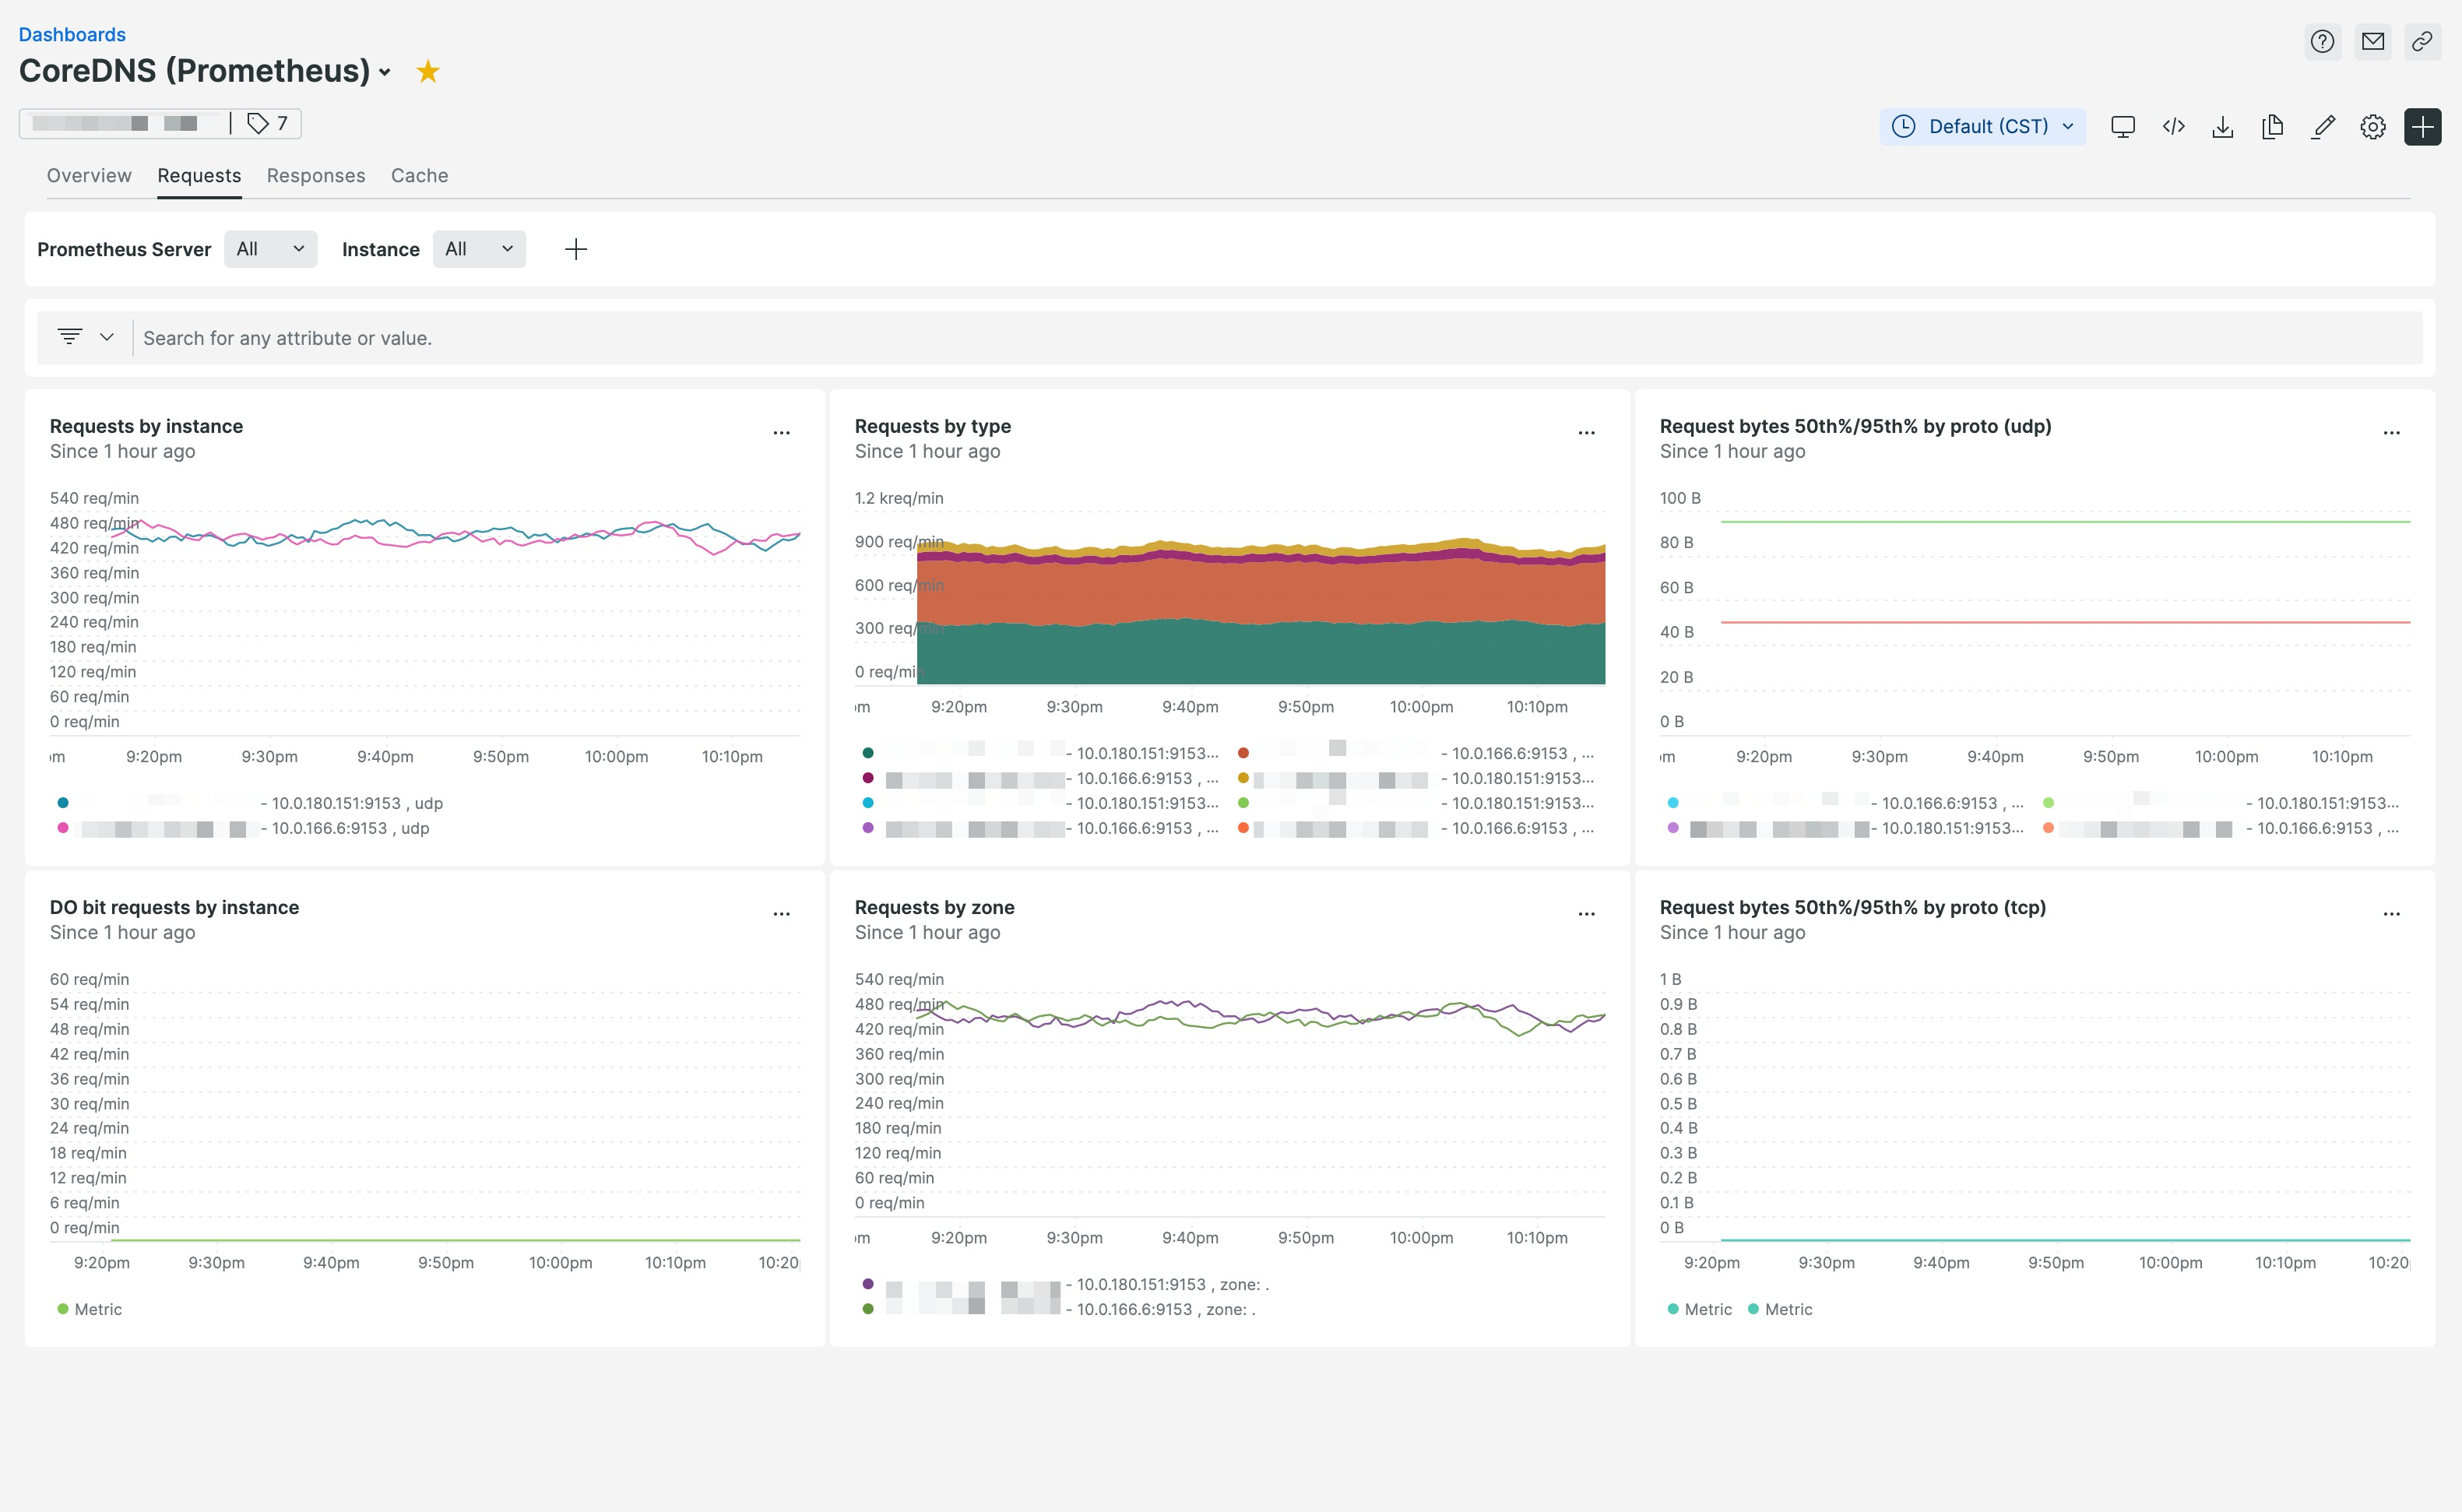 Dashboards
CoreDNS (Prometheus)
7
Default (CST)
Overview Requests Responses Cache
Prometheus Server All Instance All
Search for any attribute or value.
Requests by instance
Since 1 hour ago
540 req/min
480 req/min
420 req/min
360 req/min
300 req/min
240 req/min
180 req/min
120 req/min
60 req/min
0 req/min
9:20pm 9:30pm 9:40pm 9:50pm 10:00pm 10:10pm
- 10.0.180.151:9153 , udp
- 10.0.166.6:9153 , udp
Requests by type
Since 1 hour ago
1.2 kreq/min
900 req/min
600 req/min
300 req/min
0 req/min
9:20pm 9:30pm 9:40pm 9:50pm 10:00pm 10:10pm
- 10.0.180.151:9153... - 10.0.166.6:9153 , ...
- 10.0.166.6:9153 , ... - 10.0.180.151:9153...
- 10.0.180.151:9153... - 10.0.180.151:9153...
- 10.0.166.6:9153 , ... - 10.0.166.6:9153 , ...
Request bytes 50th%/95th% by proto (udp)
Since 1 hour ago
100 B
80 B
60 B
40 B
20 B
0 B
9:20pm 9:30pm 9:40pm 9:50pm 10:00pm 10:10pm
- 10.0.166.6:9153 , ... - 10.0.180.151:9153...
- 10.0.180.151:9153... - 10.0.166.6:9153 , ...
DO bit requests by instance
Since 1 hour ago
60 req/min
54 req/min
48 req/min
42 req/min
36 req/min
30 req/min
24 req/min
18 req/min
12 req/min
6 req/min
0 req/min
9:20pm 9:30pm 9:40pm 9:50pm 10:00pm 10:10pm 10:20
Metric
Requests by zone
Since 1 hour ago
540 req/min
480 req/min
420 req/min
360 req/min
300 req/min
240 req/min
180 req/min
120 req/min
60 req/min
0 req/min
9:20pm 9:30pm 9:40pm 9:50pm 10:00pm 10:10pm
- 10.0.180.151:9153 , zone: .
- 10.0.166.6:9153 , zone: .
Request bytes 50th%/95th% by proto (tcp)
Since 1 hour ago
1 B
0.9 B
0.8 B
0.7 B
0.6 B
0.5 B
0.4 B
0.3 B
0.2 B
0.1 B
0 B
9:20pm 9:30pm 9:40pm 9:50pm 10:00pm 10:10pm 10:20
Metric Metric